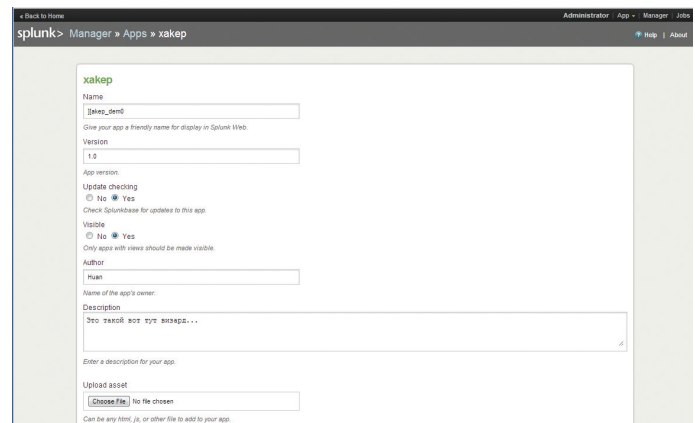 « Back to Home
Administrator | App | Manager | Jobs
splunk> Manager » Apps » xakep
Help | About
xakep
Name
][akep_dem0
Give your app a friendly name for display in Splunk Web.
Version
1.0
App version.
Update checking
No Yes
Check Splunkbase for updates to this app.
Visible
No Yes
Only apps with views should be made visible.
Author
Huan
Name of the app's owner.
Description
Это такой вот тут визард...
Enter a description for your app.
Upload asset
Choose File No file chosen
Can be any html, js, or other file to add to your app.